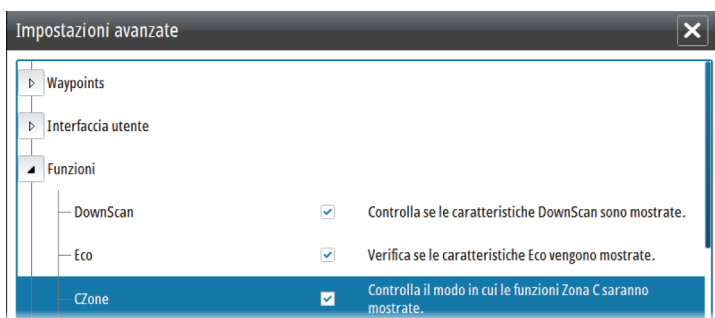 Impostazioni avanzate
Waypoints
Interfaccia utente
Funzioni
DownScan Controlla se le caratteristiche DownScan sono mostrate.
Eco Verifica se le caratteristiche Eco vengono mostrate.
CZone Controlla il modo in cui le funzioni Zona C saranno
mostrate.